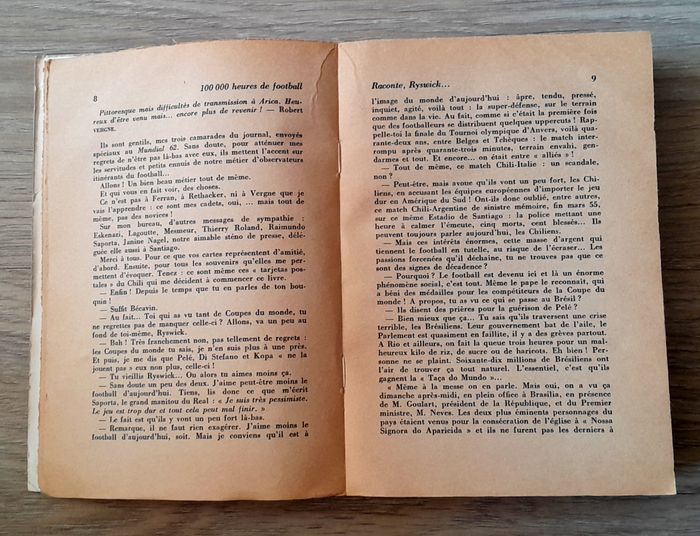 8
100 000 heures de football
Pittoresque mais difficultés de transmission à Arica. Heu-
reux d'être venu mais... encore plus de revenir ! — Robert
VERGNE.
Ils sont gentils, mes trois camarades du journal, envoyés
spéciaux au Mundial 62. Sans doute, pour atténuer mes
regrets de n'être pas là-bas avec eux, ils mettent l'accent sur
les servitudes et petits ennuis de notre métier d'observateurs
itinérants du football...
Allons ! Un bien beau métier tout de même.
Et qui vous en fait voir, des choses.
Ce n'est pas à Ferran, à Rethacker, ni à Vergne que je
vais l'apprendre : ce ne sont pas des cadets, oui, ... mais tout de
même, pas des novices !
Sur mon bureau, d'autres messages de sympathie :
Eskenazi, Lagoutte, Mesmeur, Thierry Roland, Raimundo
Saporta, Janine Nagel, notre aimable sténo de presse, délé-
guée elle aussi à Santiago.
Merci à tous. Pour ce que vos cartes représentent d'amitié,
d'abord. Ensuite, pour tous les souvenirs qu'elle me per-
mettent d'évoquer. Tenez : ce sont même ces « tarjetas pos-
tales » du Chili qui me décident à commencer ce livre.
— Enfin ! Depuis le temps que tu en parles de ton bou-
quin !
— Suffit Bécavin.
— Au fait... Toi qui as vu tant de Coupes du monde, tu
ne regrettes pas de manquer celle-ci ? Allons, va un peu au
fond de toi-même, Ryswick.
— Bah ! Très franchement non, pas tellement de regrets :
les Coupes du monde tu sais, je n'en suis plus à une près.
Et puis, je me dis que Pelé, Di Stefano et Kopa « ne la
jouent pas » eux non plus, celle-ci !
— Tu vieillis Ryswick... Ou alors tu aimes moins ça.
— Sans doute un peu des deux. J'aime peut-être moins le
football d'aujourd'hui. Tiens, lis donc ce que m'écrit
Saporta, le grand manitou du Real : « Je suis très pessimiste.
Le jeu est trop dur et tout cela peut mal finir. »
— Le fait est qu'ils y vont un peu fort là-bas.
— Remarque, il ne faut rien exagérer. J'aime moins le
football d'aujourd'hui, soit. Mais je conviens qu'il est à
Raconte, Ryswick...
9
l'image du monde d'aujourd'hui : âpre, tendu, pressé,
inquiet, agité, voilà tout : la super-défense, sur le terrain
comme dans la vie. Au fait, comme si c'était la première fois
que des footballeurs se distribuent quelques uppercuts ! Rap-
pelle-toi la finale du Tournoi olympique d'Anvers, voilà qua-
rante-deux ans, entre Belges et Tchèques : le match inter-
rompu après quarante-trois minutes, terrain envahi, gen-
darmes et tout. Et encore... on était entre « alliés » !
— Tout de même, ce match Chili-Italie : un scandale,
non ?
— Peut-être, mais avoue qu'ils vont un peu fort, les Chi-
liens, en accusant les équipes européennes d'importer le jeu
dur en Amérique du Sud ! Ont-ils donc oublié, entre autres,
ce match Chili-Argentine de sinistre mémoire, fin mars 55,
sur ce même Estadio de Santiago : la police mettant une
heure à calmer l'émeute, cinq morts, cent blessés... Ils
peuvent toujours parler aujourd'hui, les Chiliens.
— Mais ces intérêts énormes, cette masse d'argent qui
tiennent le football en tutelle, au risque de l'écraser... Ces
passions forcenées qu'il déchaîne, tu ne trouves pas que ce
sont des signes de décadence ?
— Pourquoi ? Le football est devenu ici et là un énorme
phénomène social, c'est tout. Même le pape le reconnaît, qui
a béni des médailles pour les compétiteurs de la Coupe du
monde ! A propos, tu as vu ce qui se passe au Brésil ?
— Ils disent des prières pour la guérison de Pelé ?
— Bien mieux que ça... Tu sais qu'ils traversent une crise
terrible, les Brésiliens. Leur gouvernement bat de l'aile, le
Parlement est quasiment en faillite, il y a des grèves partout.
A Rio et ailleurs, on fait la queue trois heures pour un mal-
heureux kilo de riz, de sucre ou de haricots. Eh bien ! Per-
sonne ne se plaint. Soixante-dix millions de Brésiliens ont
l'air de trouver ça tout naturel. L'essentiel, c'est qu'ils
gagnent la « Taça do Mundo »...
« Même à la messe on en parle. Mais oui, on a vu ça
dimanche après-midi, en plein office à Brasilia, en présence
de M. Goulart, président de la République, et du Premier
ministre, M. Neves. Les deux plus éminents personnages du
pays étaient venus pour la consécration de l'église à « Nossa
Signora do Aparicida » et ils ne furent pas les derniers à